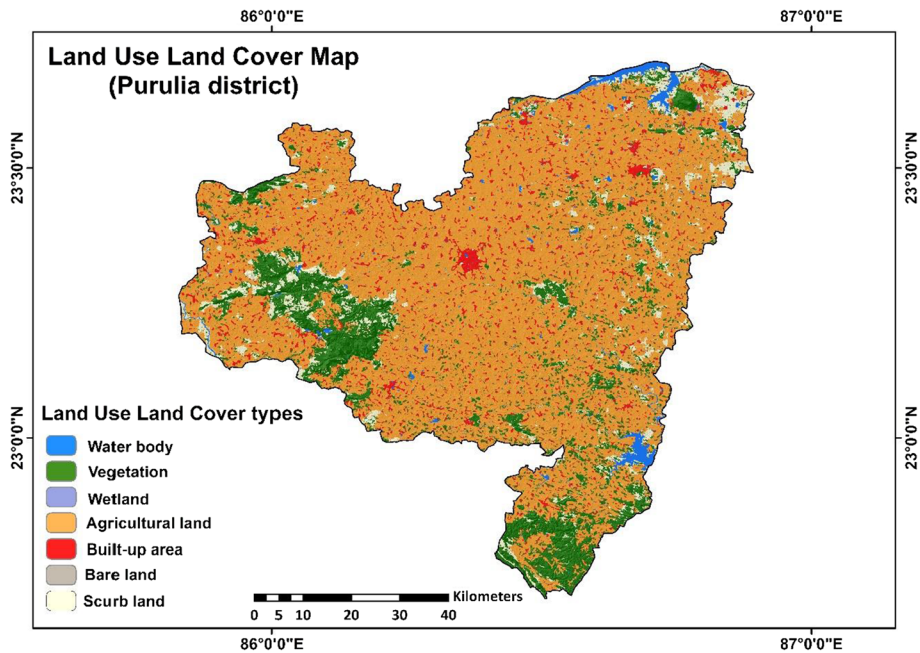 86°0'0"E
87°0'0"E
Land Use Land Cover Map
(Purulia district)
23°30'0"N
23°30'0"N
Land Use Land Cover types
23°0'0"N
23°0'0"N
Water body
Vegetation
Wetland
Agricultural land
Built-up area
Bare land
Scurb land
Kilometers
0 5 10 20 30 40
86°0'0"E
87°0'0"E